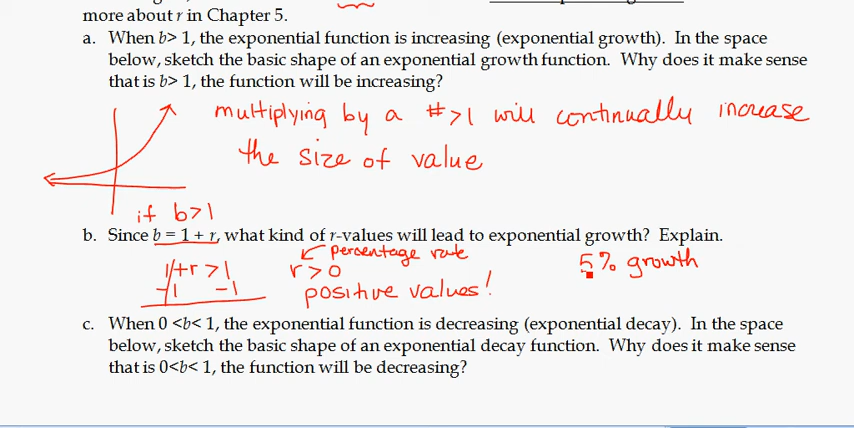 more about r in Chapter 5.
a. When b> 1, the exponential function is increasing (exponential growth). In the space
below, sketch the basic shape of an exponential growth function. Why does it make sense
that is b> 1, the function will be increasing?
multiplying by a # >1 will continually increase
the size of value
if b>1
b. Since b = 1 + r, what kind of r-values will lead to exponential growth? Explain.
percentage rate
1+r >1 r > 0 5% growth
-1 -1 positive values!
c. When 0 <b< 1, the exponential function is decreasing (exponential decay). In the space
below, sketch the basic shape of an exponential decay function. Why does it make sense
that is 0<b< 1, the function will be decreasing?